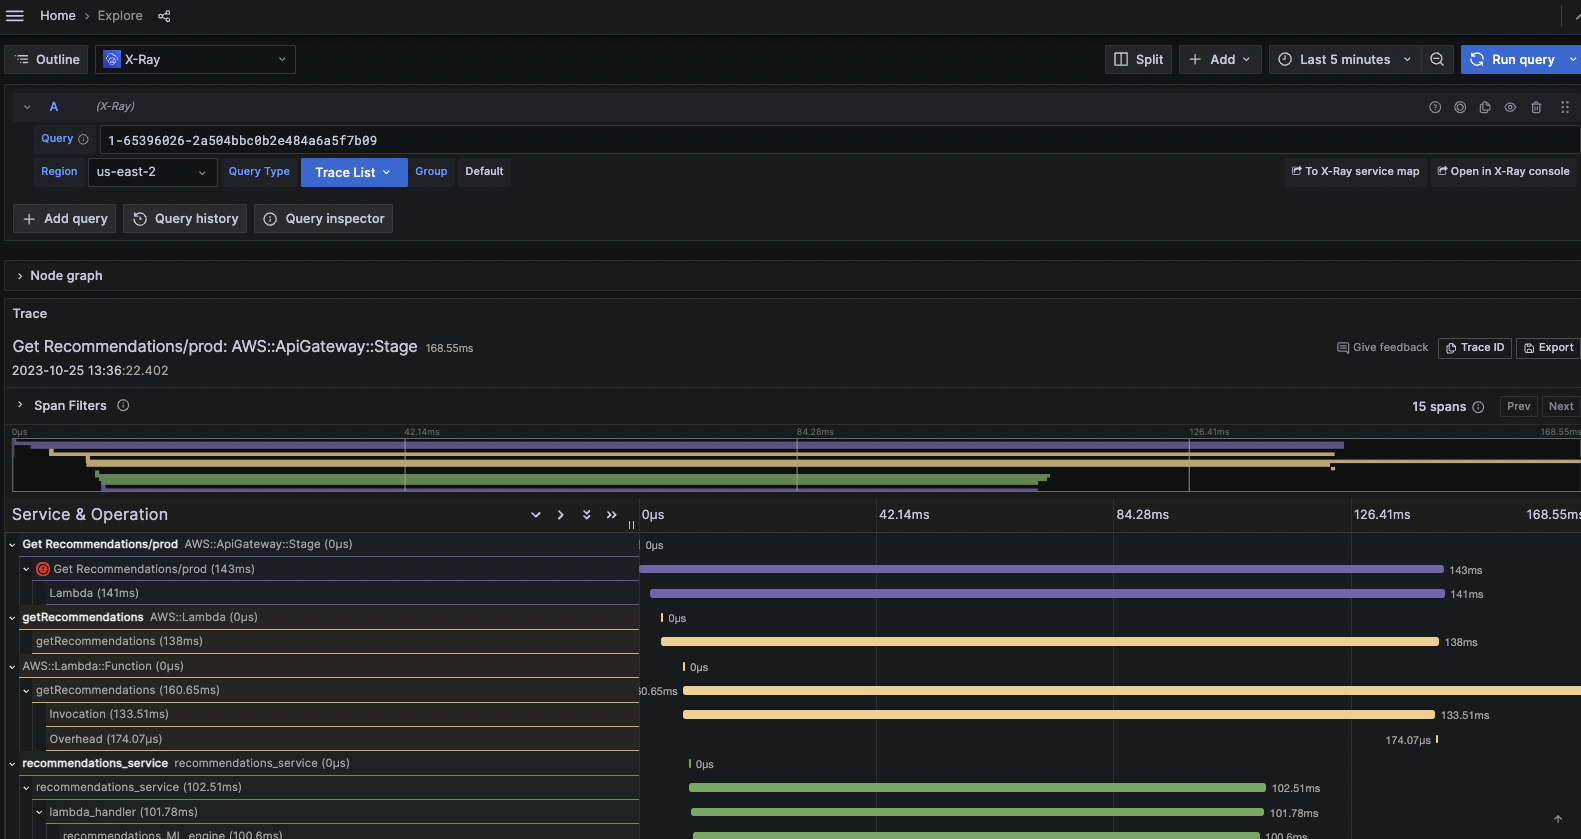 Home › Explore
Outline X-Ray Split + Add Last 5 minutes Run query
A (X-Ray)
Query 1-65396026-2a504bbc0b2e484a6a5f7b09
Region us-east-2 Query Type Trace List Group Default To X-Ray service map Open in X-Ray console
+ Add query Query history Query inspector
Node graph
Trace
Get Recommendations/prod: AWS::ApiGateway::Stage 168.55ms
Give feedback Trace ID Export
2023-10-25 13:36:22.402
Span Filters 15 spans Prev Next
0μs 42.14ms 84.28ms 126.41ms 168.55ms
Service & Operation 0μs 42.14ms 84.28ms 126.41ms 168.55ms
Get Recommendations/prod AWS::ApiGateway::Stage (0μs) 0μs
Get Recommendations/prod (143ms) 143ms
Lambda (141ms) 141ms
getRecommendations AWS::Lambda (0μs) 0μs
getRecommendations (138ms) 138ms
AWS::Lambda::Function (0μs) 0μs
getRecommendations (160.65ms) 60.65ms
Invocation (133.51ms) 133.51ms
Overhead (174.07μs) 174.07μs
recommendations_service recommendations_service (0μs) 0μs
recommendations_service (102.51ms) 102.51ms
lambda_handler (101.78ms) 101.78ms
recommendations_ML_engine (100.6ms) 100.6ms